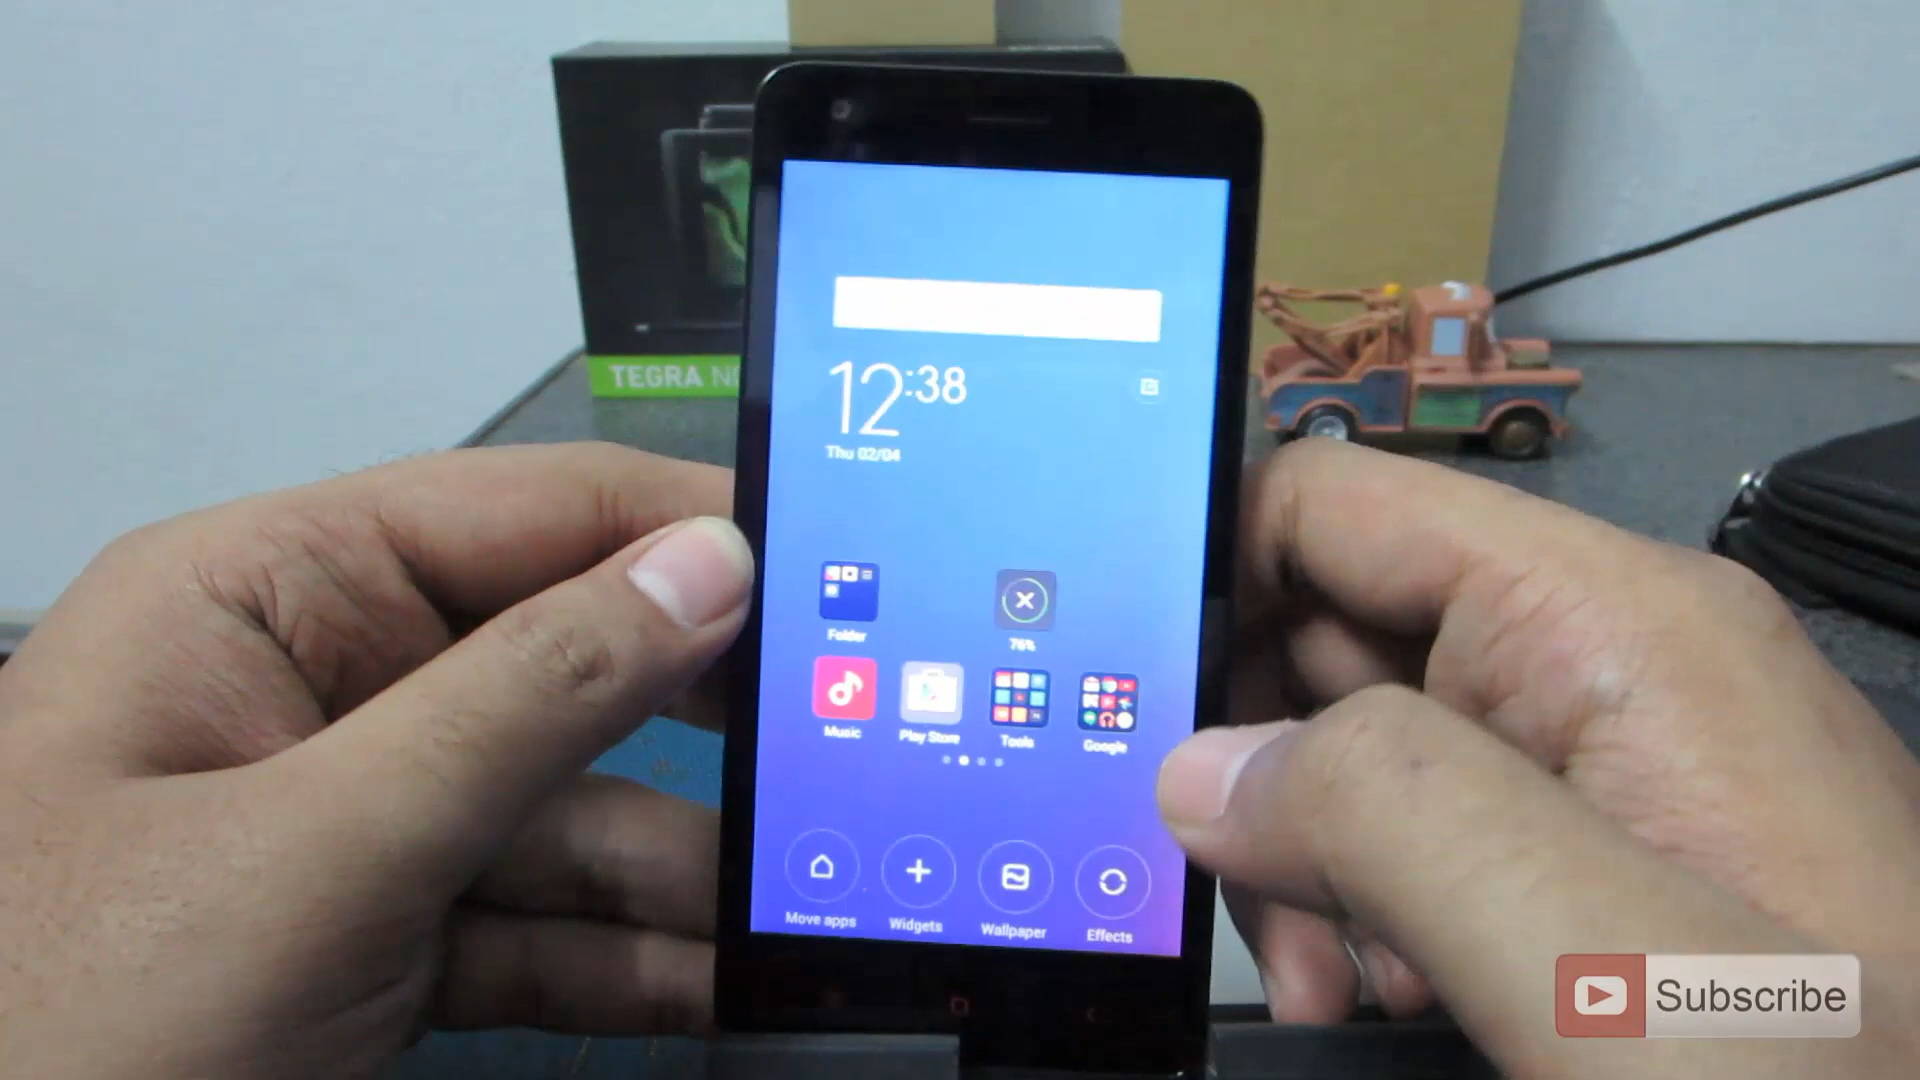 TEGRA NO
12:38
Thu 02/04
Folder
76%
Music
Play Store
Tools
Google
Move apps
Widgets
Wallpaper
Effects
Subscribe